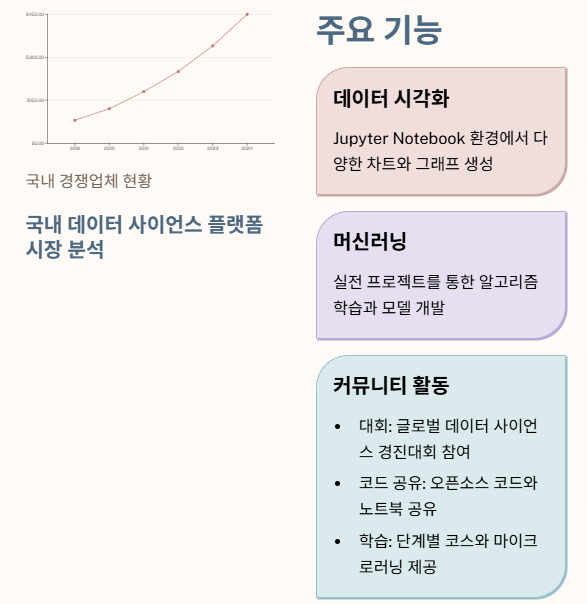 $450.00
$300.00
$150.00
$0.00
2019 2020 2021 2022 2023 2024
국내 경쟁업체 현황
국내 데이터 사이언스 플랫폼
시장 분석
주요 기능
데이터 시각화
Jupyter Notebook 환경에서 다
양한 차트와 그래프 생성
머신러닝
실전 프로젝트를 통한 알고리즘
학습과 모델 개발
커뮤니티 활동
• 대회: 글로벌 데이터 사이언
스 경진대회 참여
• 코드 공유: 오픈소스 코드와
노트북 공유
• 학습: 단계별 코스와 마이크
로러닝 제공